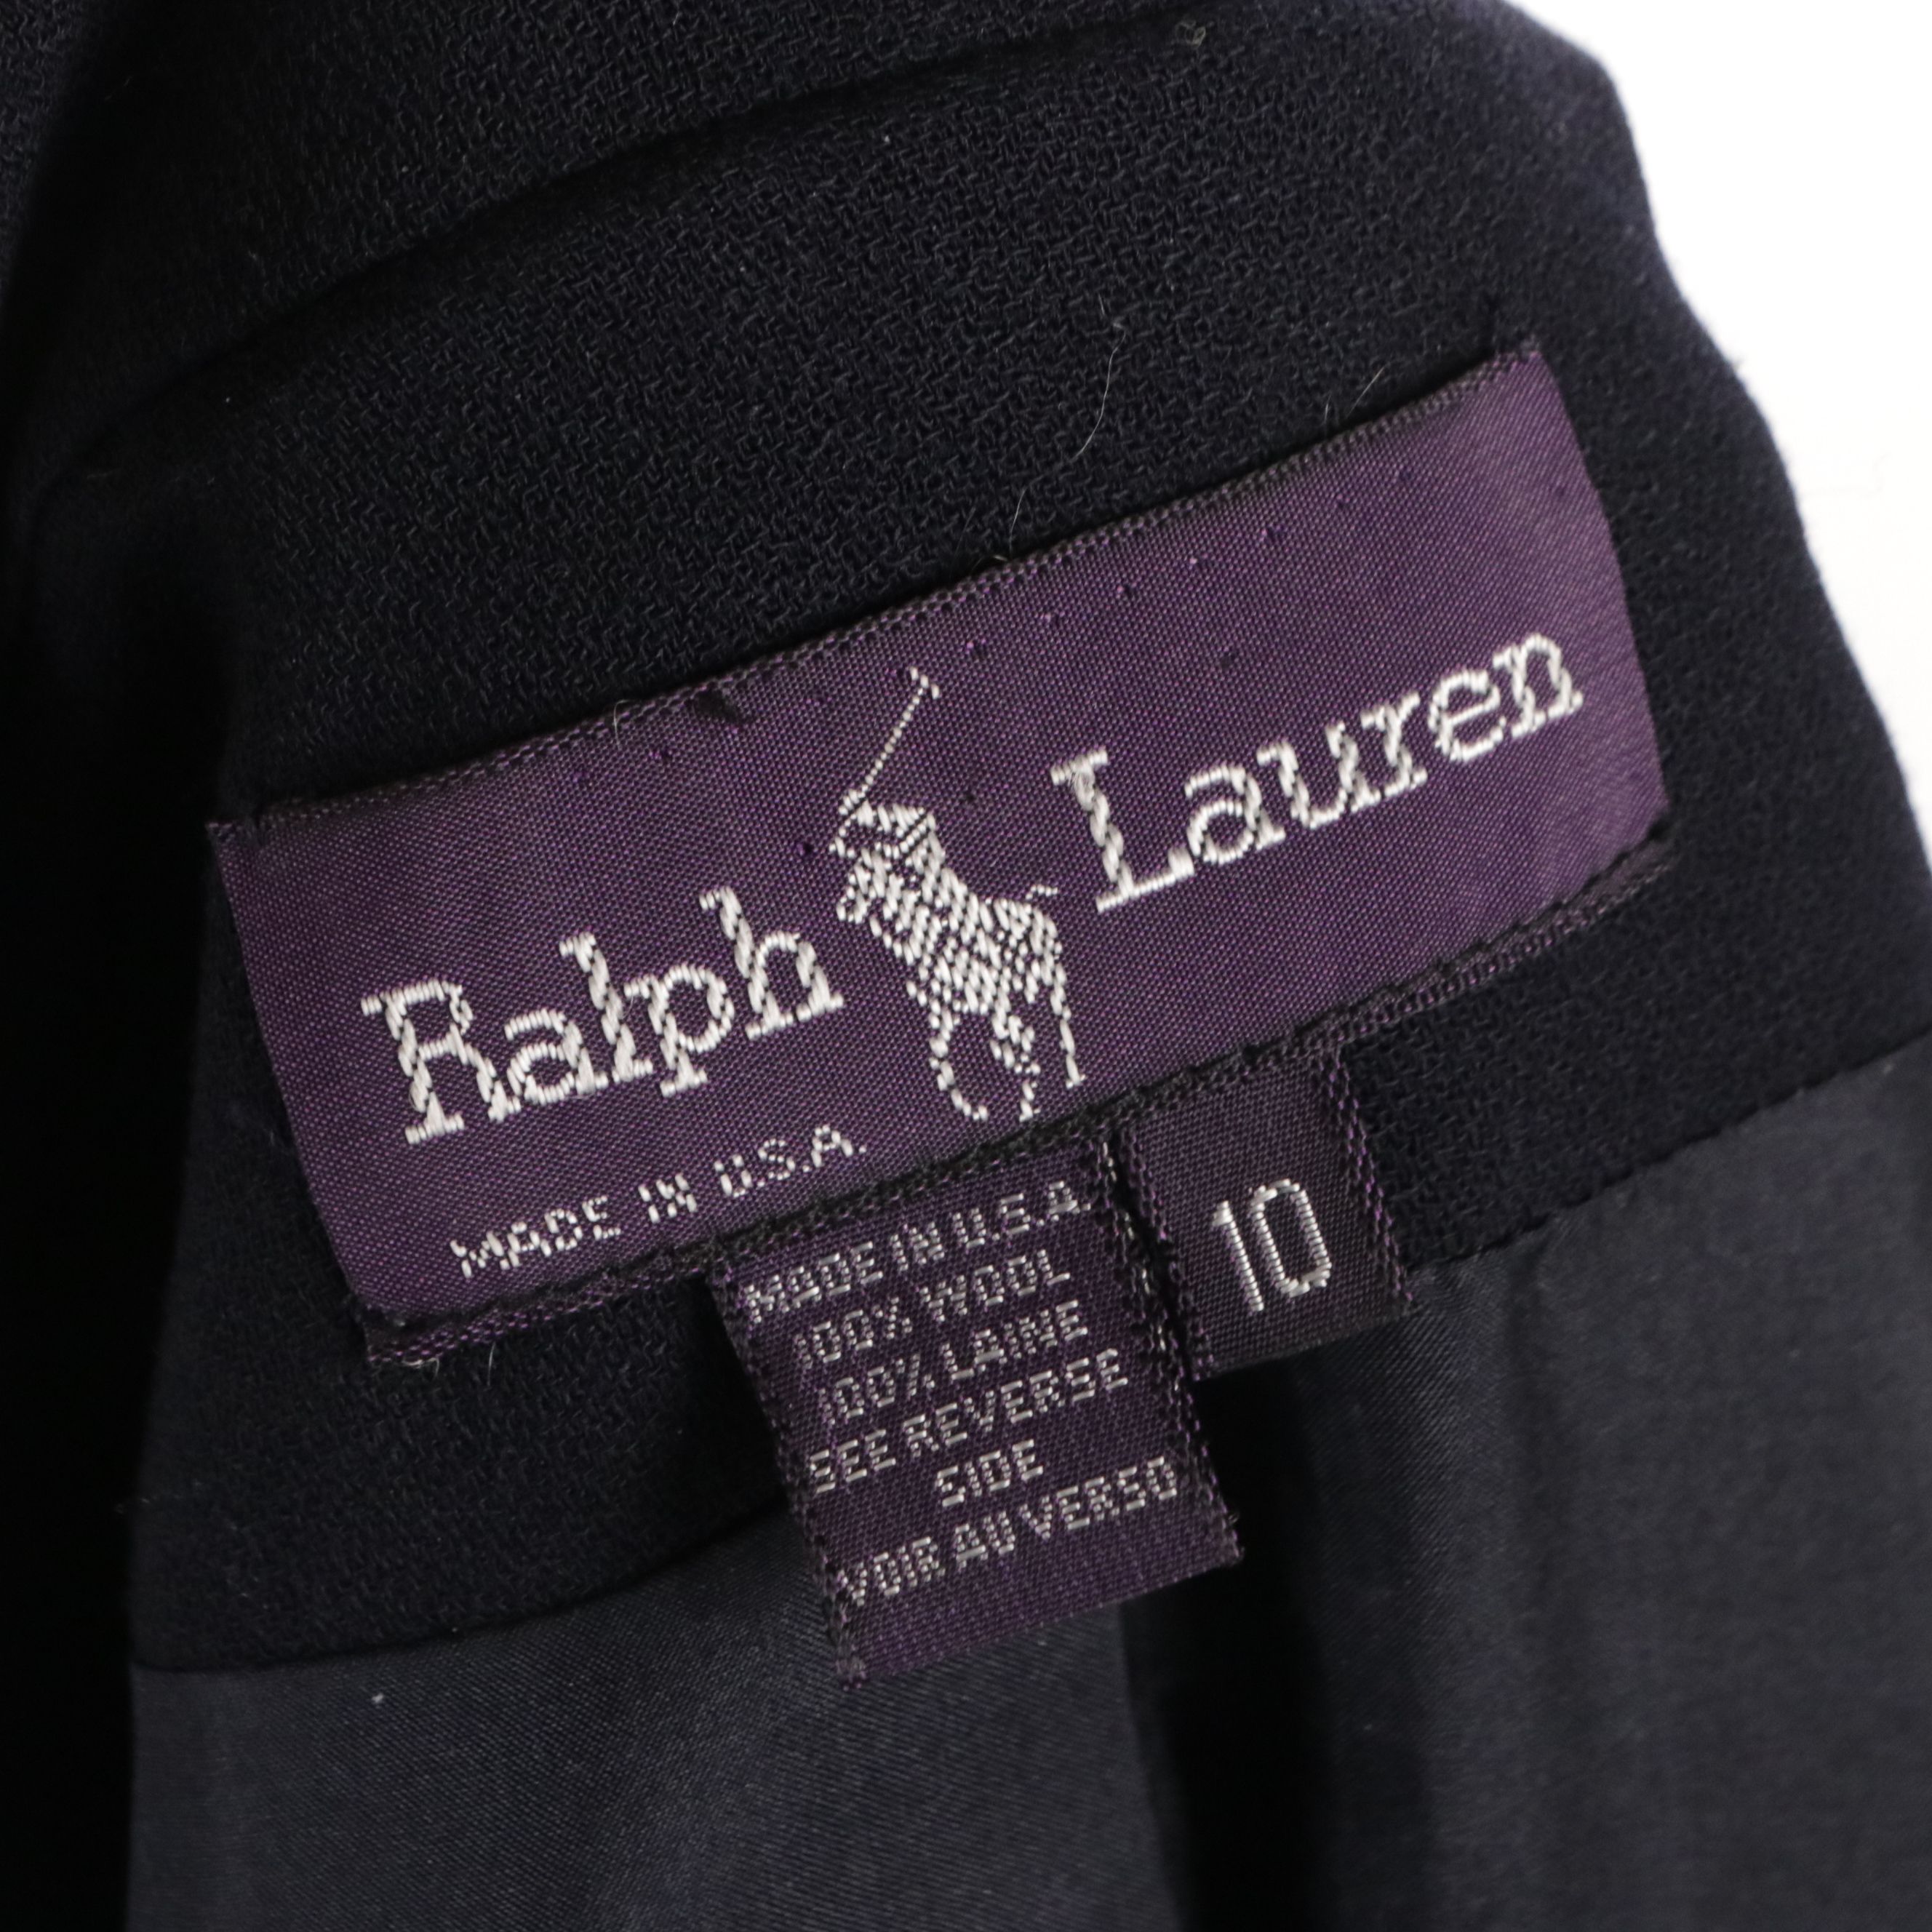 Ralph Lauren
MADE IN U.S.A.
MADE IN U.S.A.
100% WOOL
100% LAINE
SEE REVERSE
SIDE
VOIR AU VERSO
10